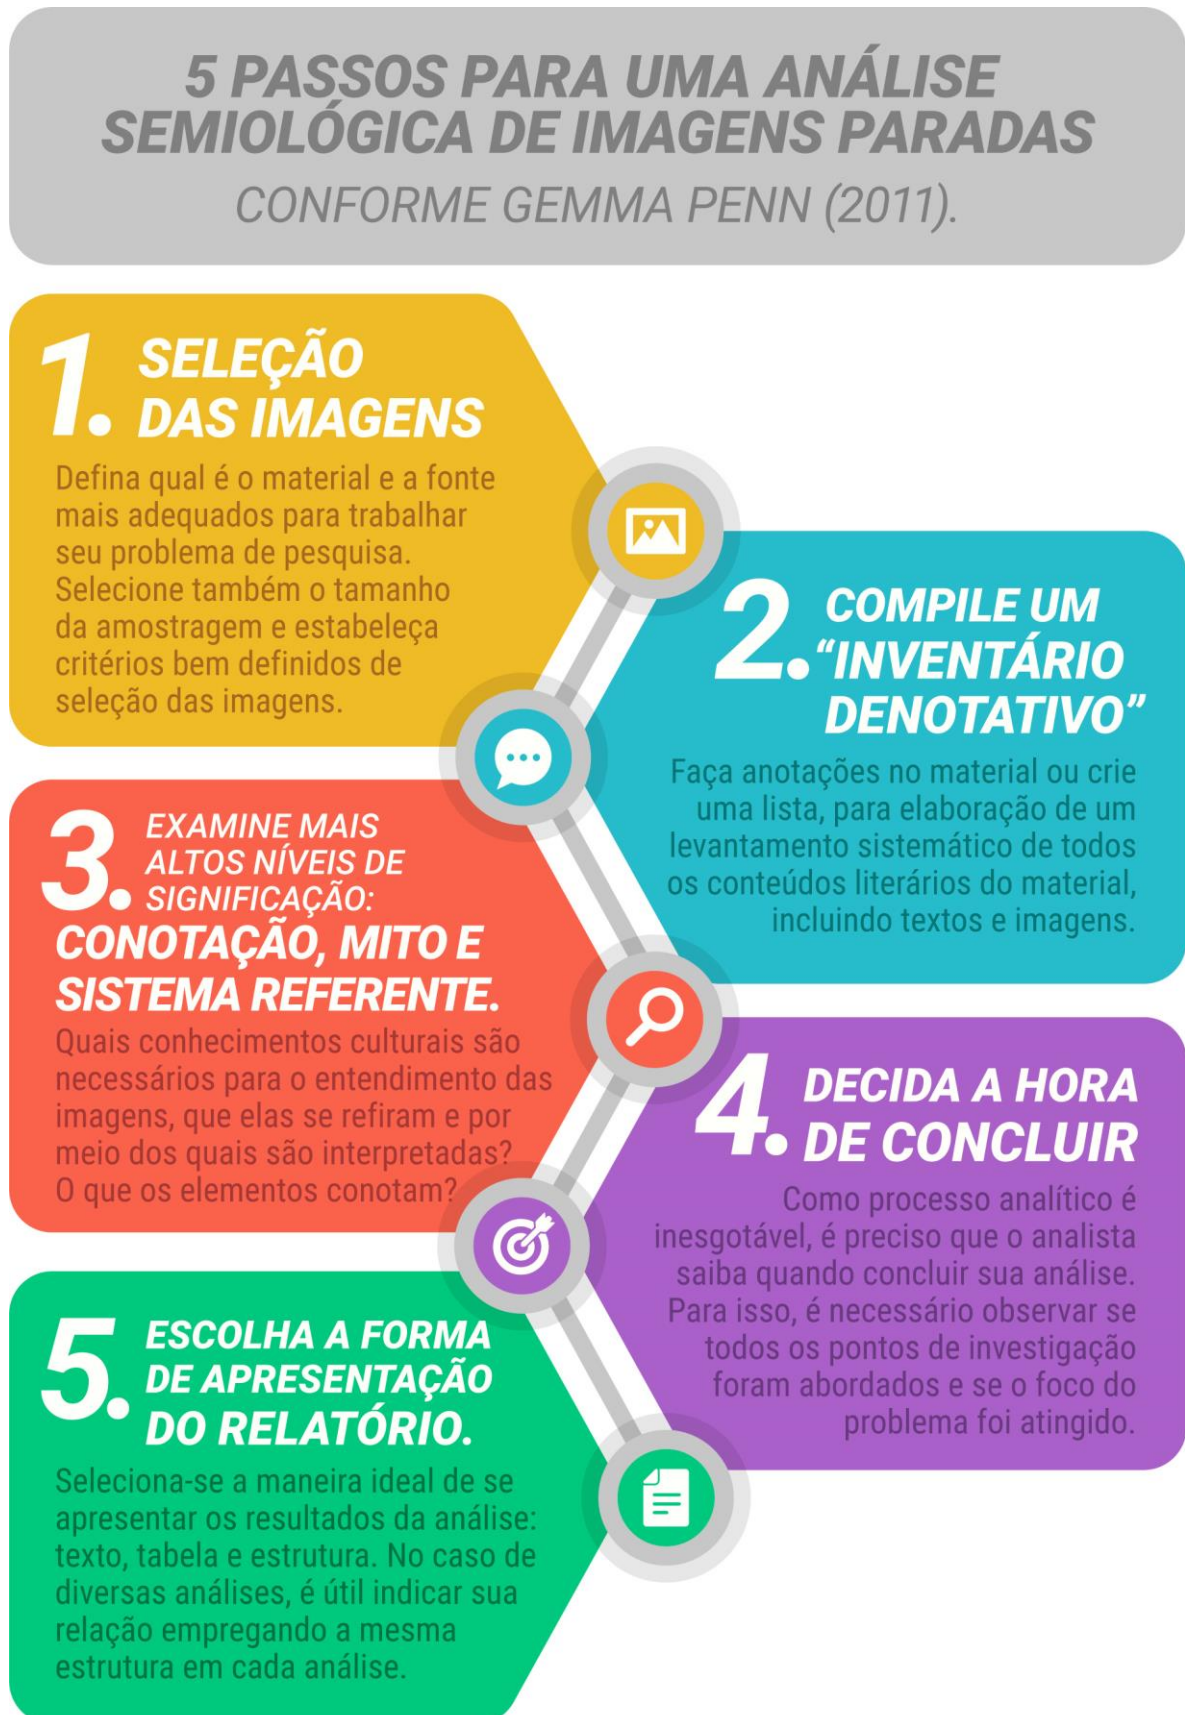 5 PASSOS PARA UMA ANÁLISE
SEMIOLÓGICA DE IMAGENS PARADAS
CONFORME GEMMA PENN (2011).
1. SELEÇÃO
DAS IMAGENS
Defina qual é o material e a fonte
mais adequados para trabalhar
seu problema de pesquisa.
Selecione também o tamanho
da amostragem e estabeleça
critérios bem definidos de
seleção das imagens.
2. COMPILE UM
“INVENTÁRIO
DENOTATIVO”
Faça anotações no material ou crie
uma lista, para elaboração de um
levantamento sistemático de todos
os conteúdos literários do material,
incluindo textos e imagens.
3. EXAMINE MAIS
ALTOS NÍVEIS DE
SIGNIFICAÇÃO:
CONOTAÇÃO, MITO E
SISTEMA REFERENTE.
Quais conhecimentos culturais são
necessários para o entendimento das
imagens, que elas se refiram e por
meio dos quais são interpretadas?
O que os elementos conotam?
4. DECIDA A HORA
DE CONCLUIR
Como processo analítico é
inesgotável, é preciso que o analista
saiba quando concluir sua análise.
Para isso, é necessário observar se
todos os pontos de investigação
foram abordados e se o foco do
problema foi atingido.
5. ESCOLHA A FORMA
DE APRESENTAÇÃO
DO RELATÓRIO.
Seleciona-se a maneira ideal de se
apresentar os resultados da análise:
texto, tabela e estrutura. No caso de
diversas análises, é útil indicar sua
relação empregando a mesma
estrutura em cada análise.